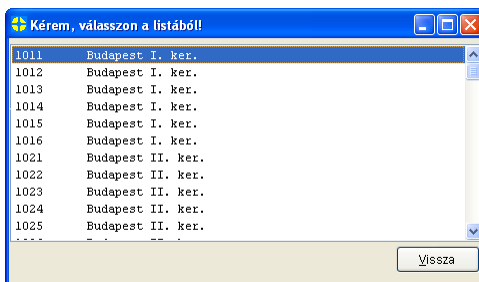 Kérem, válasszon a listából!
1011 Budapest I. ker.
1012 Budapest I. ker.
1013 Budapest I. ker.
1014 Budapest I. ker.
1015 Budapest I. ker.
1016 Budapest I. ker.
1021 Budapest II. ker.
1022 Budapest II. ker.
1023 Budapest II. ker.
1024 Budapest II. ker.
1025 Budapest II. ker.
Vissza